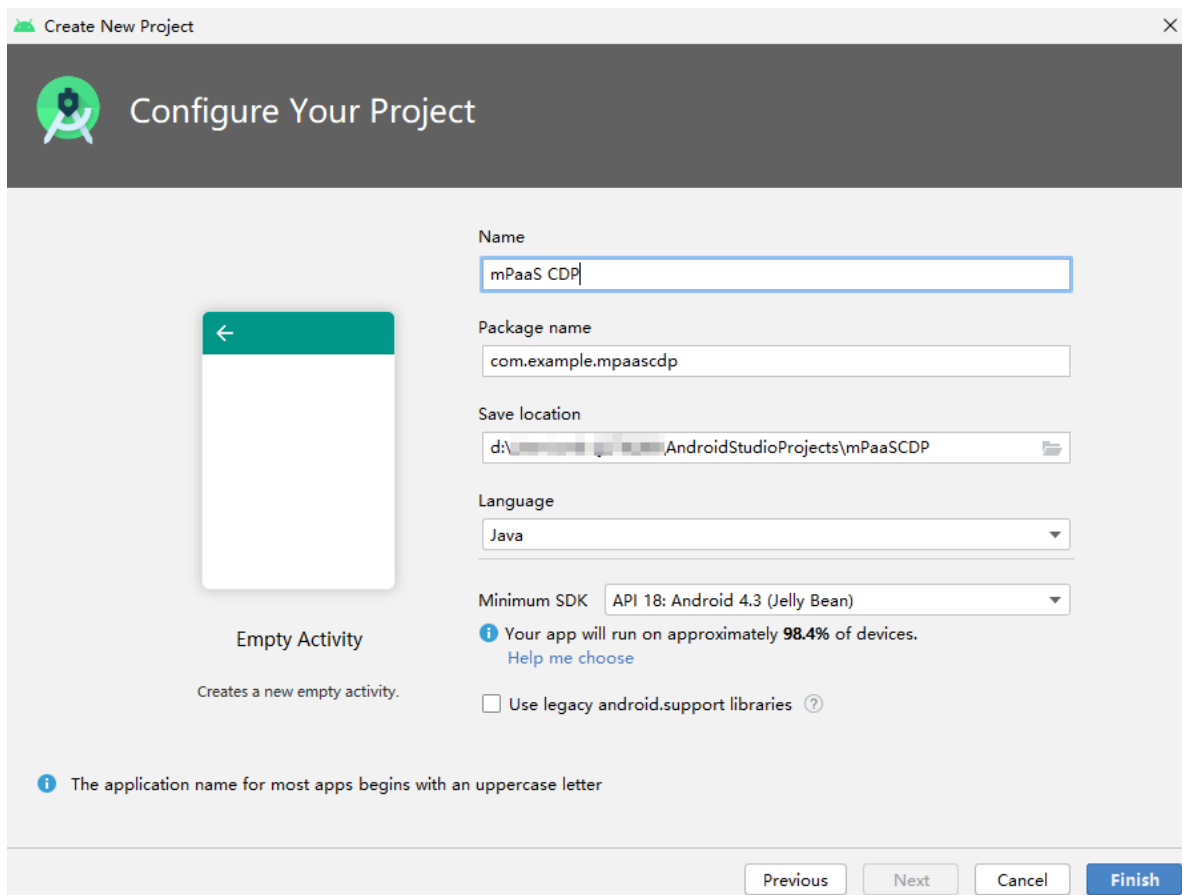 Create New Project
Configure Your Project
Name
mPaaS CDP
Package name
com.example.mpaascdp
Save location
d:\ AndroidStudioProjects\mPaaSCDP
Language
Java
Minimum SDK API 18: Android 4.3 (Jelly Bean)
Your app will run on approximately 98.4% of devices.
Help me choose
Use legacy android.support libraries ?
Empty Activity
Creates a new empty activity.
The application name for most apps begins with an uppercase letter
Previous Next Cancel Finish